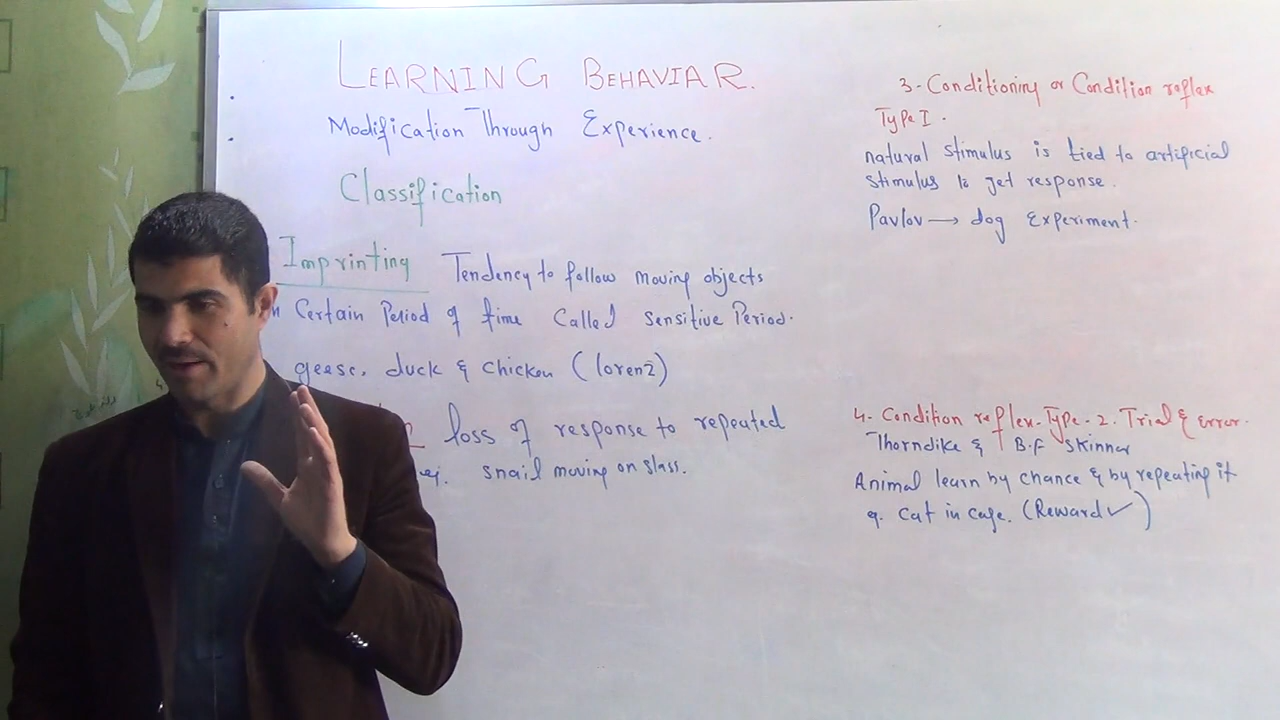 LEARNING BEHAVIAR.
Modification Through Experience.
Classification
Imprinting Tendency to follow moving objects
Certain Period of time Called Sensitive Period.
geese, duck & chicken (lorenz)
loss of response to repeated
snail moving on slass.
3- Conditioning or Condition reflex
Type I.
natural stimulus is tied to artificial
stimulus to get response.
Pavlov → dog Experiment.
4- Condition reflex-Type-2. Trial & error.
Thorndike & B.F Skinner
Animal learn by chance & by repeating it
eg. cat in cage. (Reward ✓)